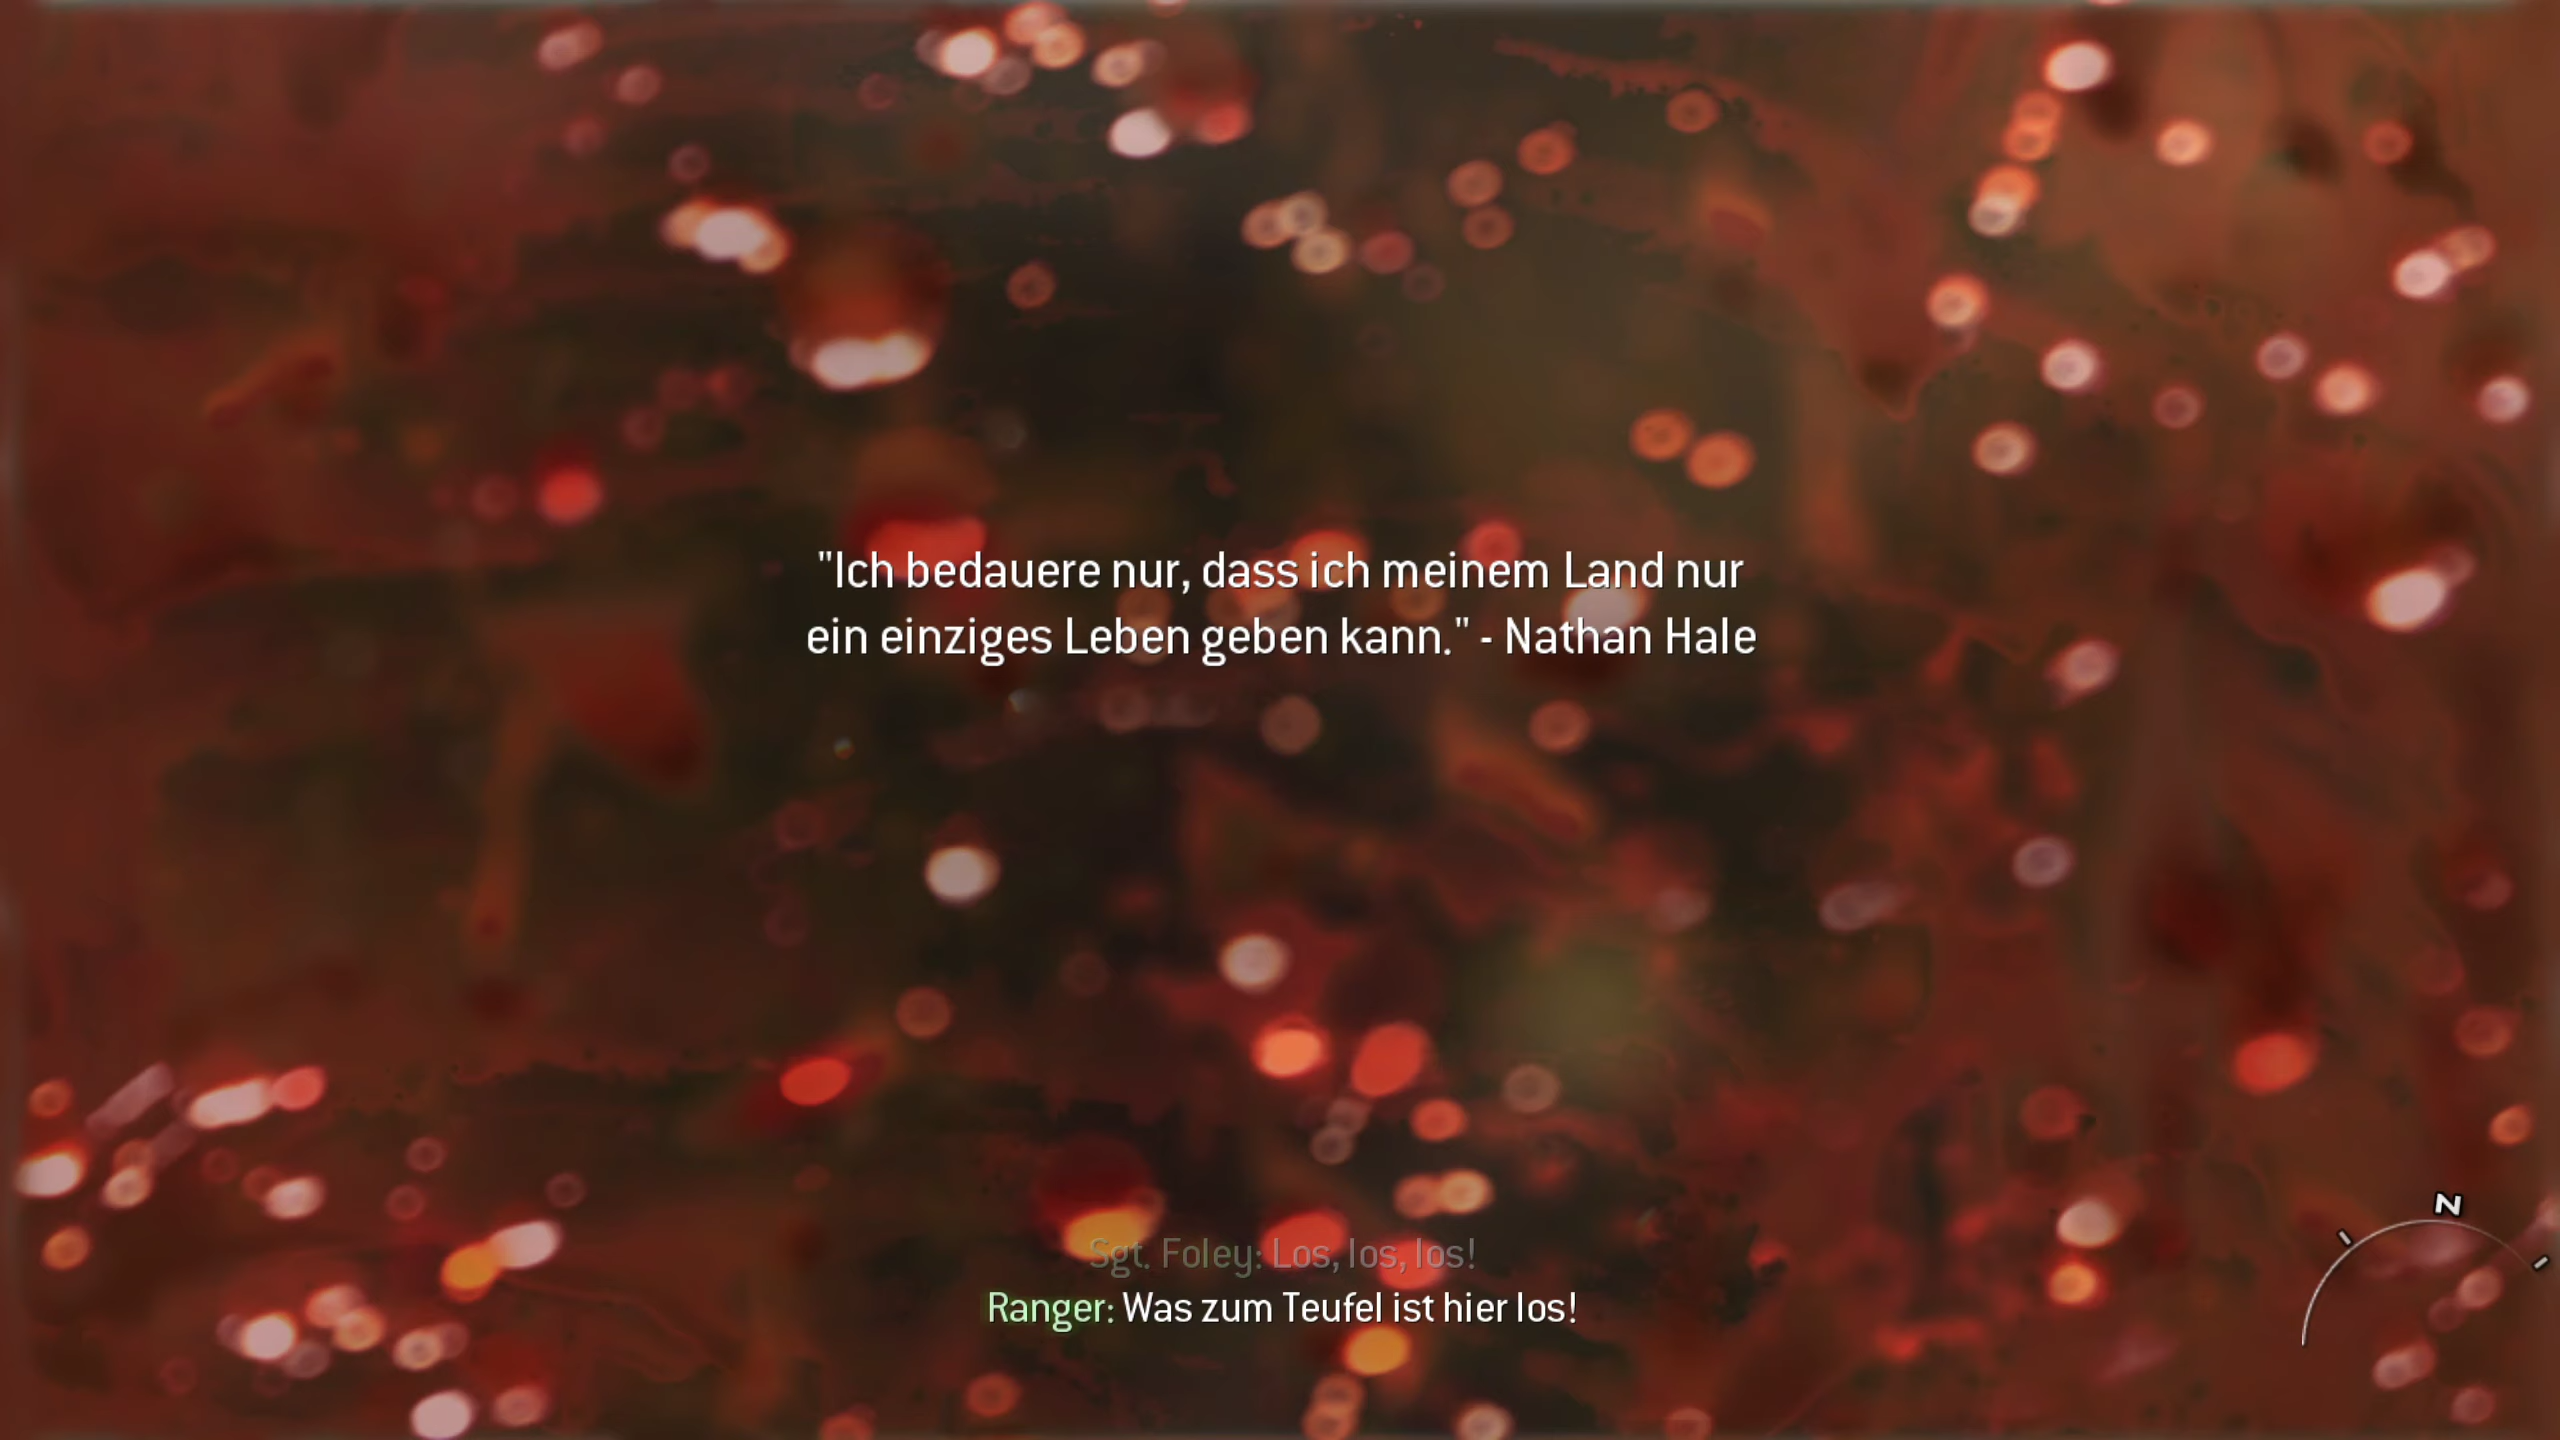 "Ich bedauere nur, dass ich meinem Land nur
ein einziges Leben geben kann." - Nathan Hale
Sgt. Foley: Los, los, los!
Ranger: Was zum Teufel ist hier los!
N